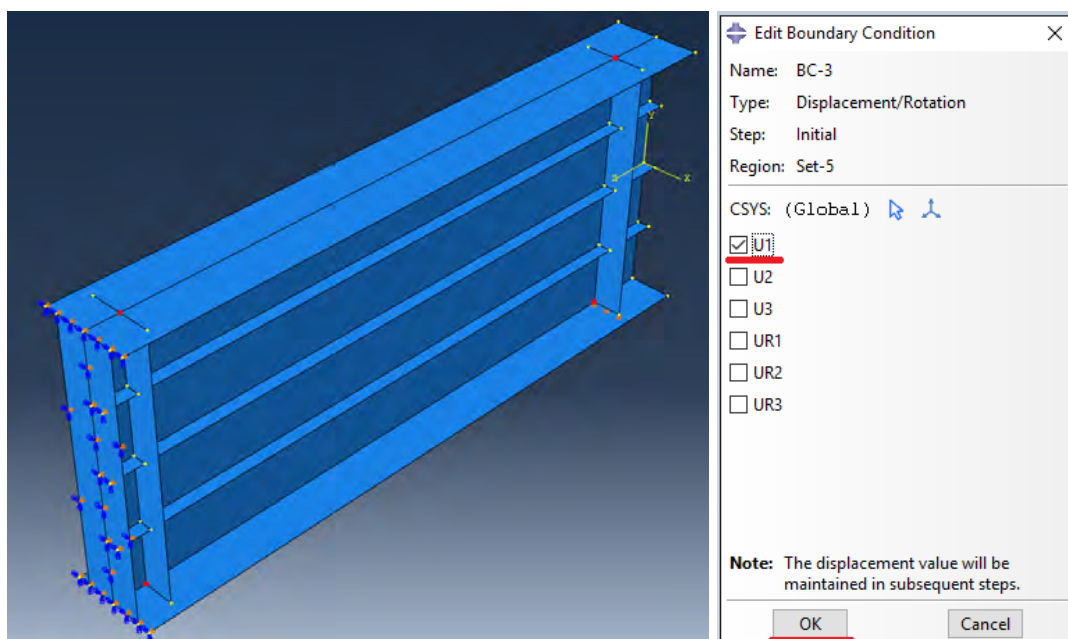 Edit Boundary Condition
Name: BC-3
Type: Displacement/Rotation
Step: Initial
Region: Set-5
CSYS: (Global)
U1
U2
U3
UR1
UR2
UR3
Note: The displacement value will be
maintained in subsequent steps.
OK Cancel
Y
X